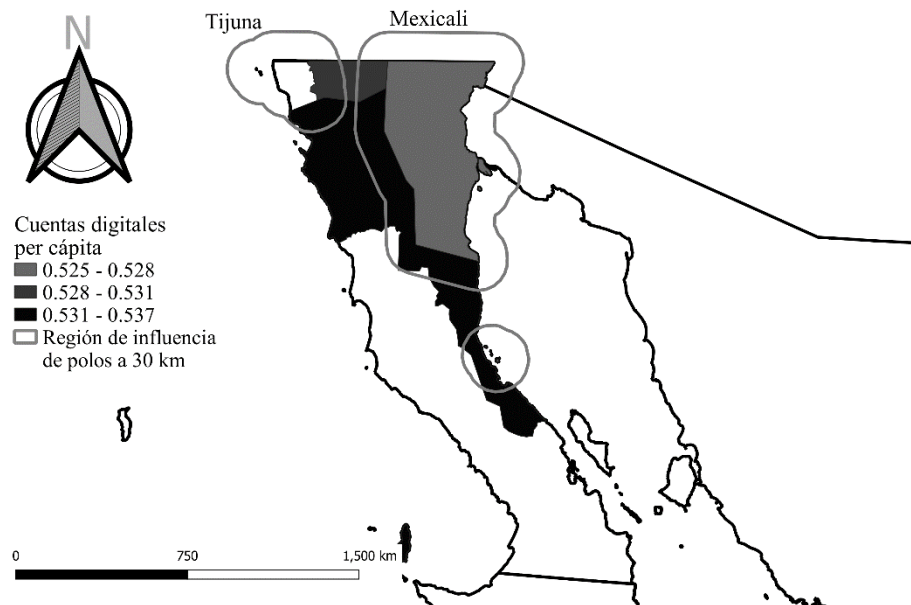 Tijuna
Mexicali
N
Cuentas digitales
per cápita
0.525 - 0.528
0.528 - 0.531
0.531 - 0.537
Región de influencia
de polos a 30 km
0
750
1,500 km